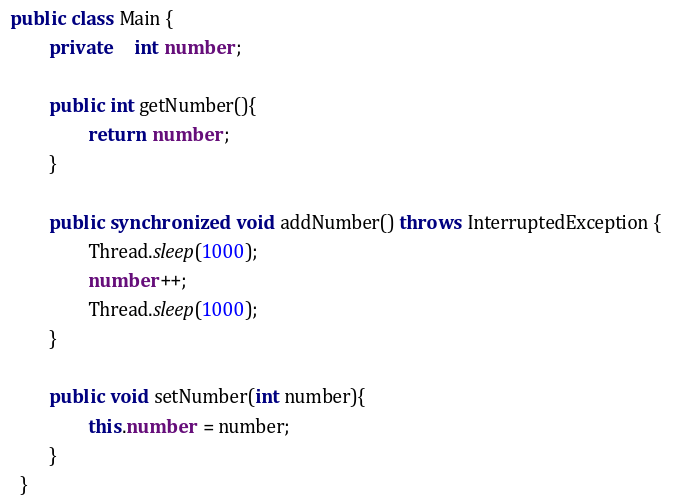 public class Main {
private int number;
public int getNumber(){
return number;
}
public synchronized void addNumber() throws InterruptedException {
Thread.sleep(1000);
number++;
Thread.sleep(1000);
}
public void setNumber(int number){
this.number = number;
}
}